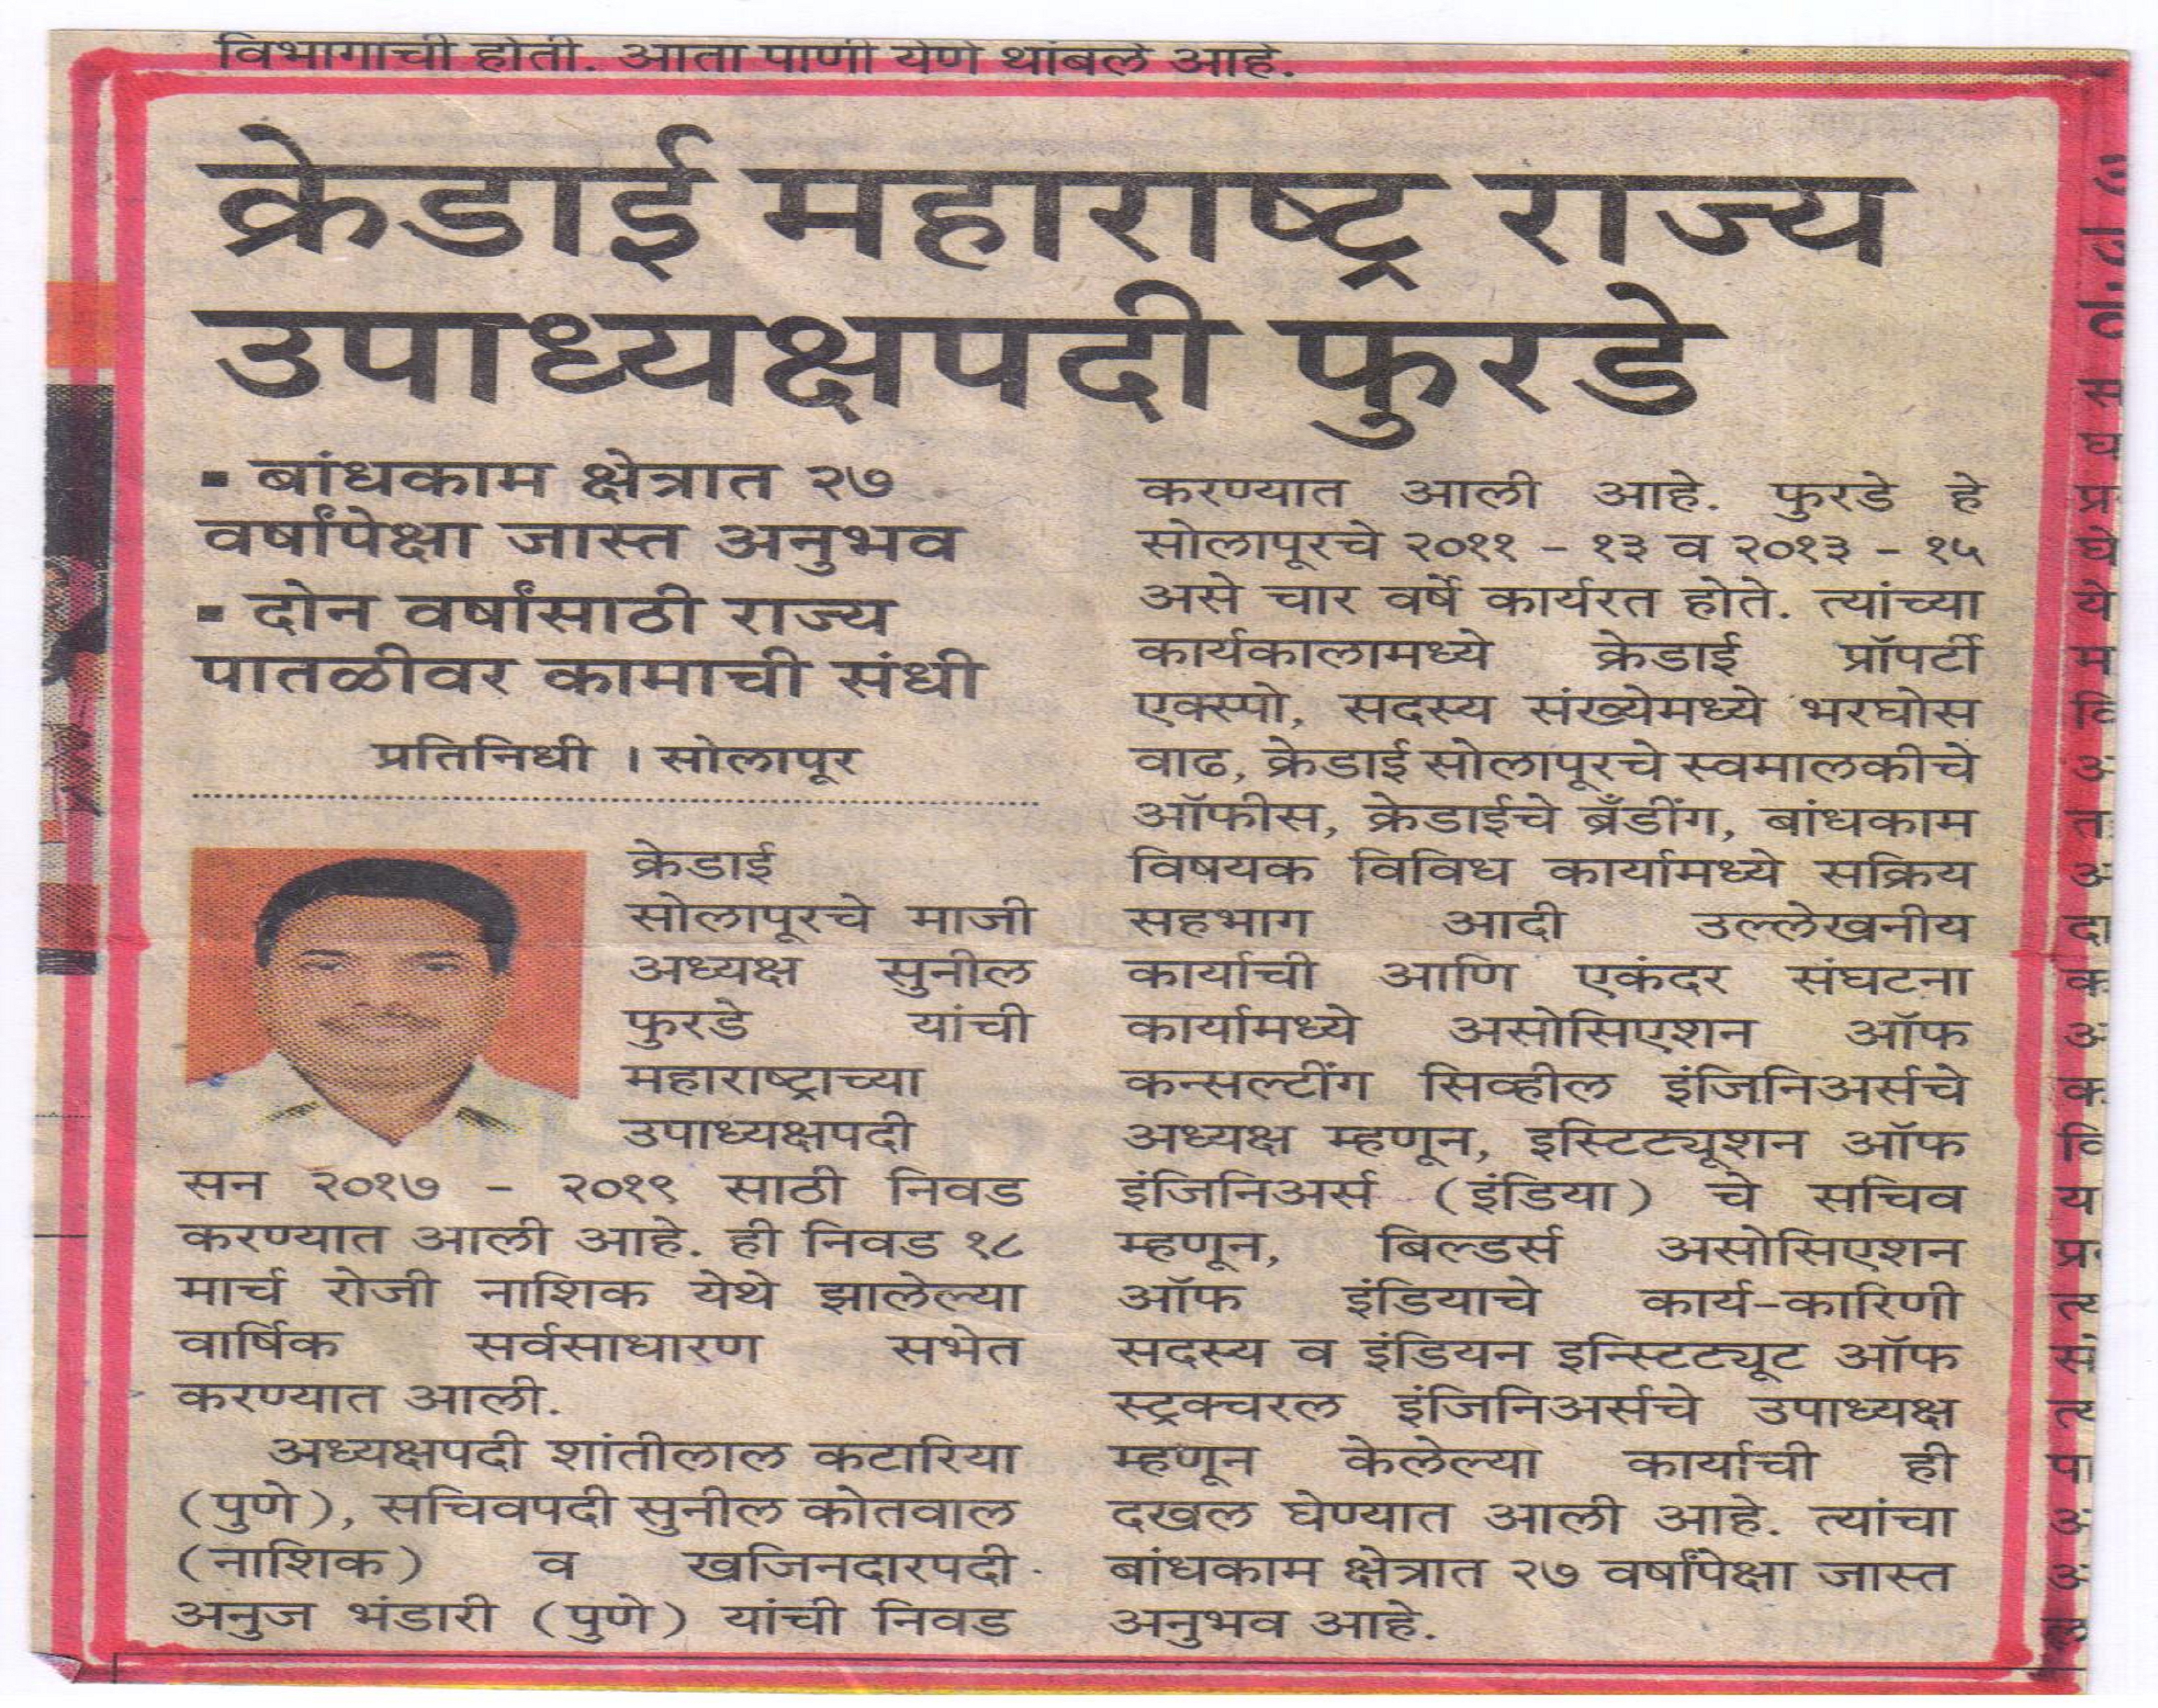 विभागाची होती. आता पाणी येणे थांबले आहे.
क्रेडाई महाराष्ट्र राज्य
उपाध्यक्षपदी फुरडे
▪ बांधकाम क्षेत्रात २७
वर्षांपेक्षा जास्त अनुभव
▪ दोन वर्षांसाठी राज्य
पातळीवर कामाची संधी
प्रतिनिधी । सोलापूर
क्रेडाई
सोलापूरचे माजी
अध्यक्ष सुनील
फुरडे यांची
महाराष्ट्राच्या
उपाध्यक्षपदी
सन २०१७ - २०१९ साठी निवड
करण्यात आली आहे. ही निवड १८
मार्च रोजी नाशिक येथे झालेल्या
वार्षिक सर्वसाधारण सभेत
करण्यात आली.
अध्यक्षपदी शांतीलाल कटारिया
(पुणे), सचिवपदी सुनील कोतवाल
(नाशिक) व खजिनदारपदी
अनुज भंडारी (पुणे) यांची निवड
करण्यात आली आहे. फुरडे हे
सोलापूरचे २०११ - १३ व २०१३ - १५
असे चार वर्षे कार्यरत होते. त्यांच्या
कार्यकालामध्ये क्रेडाई प्रॉपर्टी
एक्स्पो, सदस्य संख्येमध्ये भरघोस
वाढ, क्रेडाई सोलापूरचे स्वमालकीचे
ऑफीस, क्रेडाईचे ब्रँडींग, बांधकाम
विषयक विविध कार्यामध्ये सक्रिय
सहभाग आदी उल्लेखनीय
कार्याची आणि एकंदर संघटना
कार्यामध्ये असोसिएशन ऑफ
कन्सल्टींग सिव्हील इंजिनिअर्सचे
अध्यक्ष म्हणून, इस्टिट्यूशन ऑफ
इंजिनिअर्स (इंडिया) चे सचिव
म्हणून, बिल्डर्स असोसिएशन
ऑफ इंडियाचे कार्य-कारिणी
सदस्य व इंडियन इन्स्टिट्यूट ऑफ
स्ट्रक्चरल इंजिनिअर्सचे उपाध्यक्ष
म्हणून केलेल्या कार्याची ही
दखल घेण्यात आली आहे. त्यांचा
बांधकाम क्षेत्रात २७ वर्षांपेक्षा जास्त
अनुभव आहे.